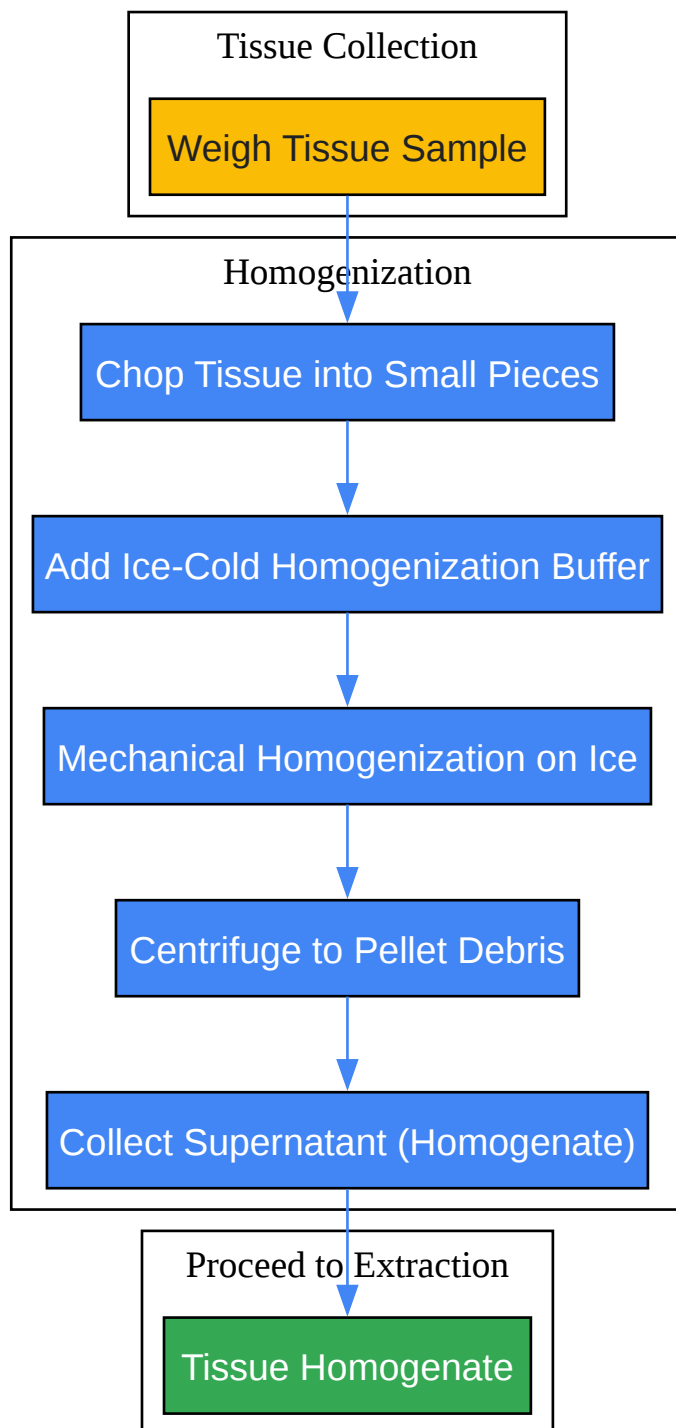 Tissue Collection
Weigh Tissue Sample
Homogenization
Chop Tissue into Small Pieces
Add Ice-Cold Homogenization Buffer
Mechanical Homogenization on Ice
Centrifuge to Pellet Debris
Collect Supernatant (Homogenate)
Proceed to Extraction
Tissue Homogenate